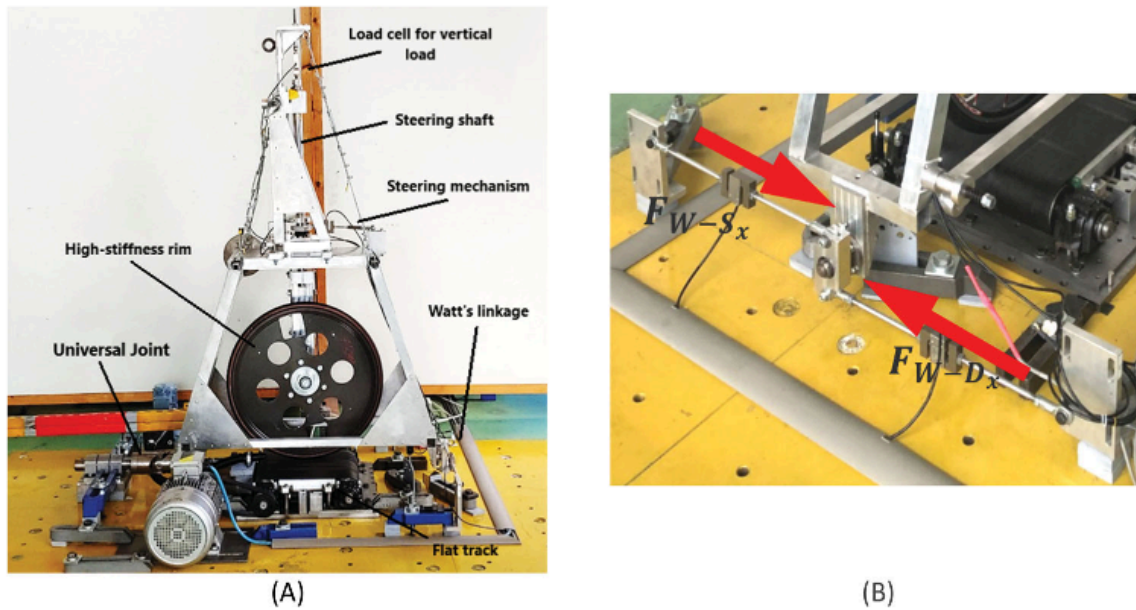 Load cell for vertical
load
Steering shaft
Steering mechanism
High-stiffness rim
Watt's linkage
Universal Joint
Flat track
F_{W-S_x}
F_{W-D_x}
(A)
(B)